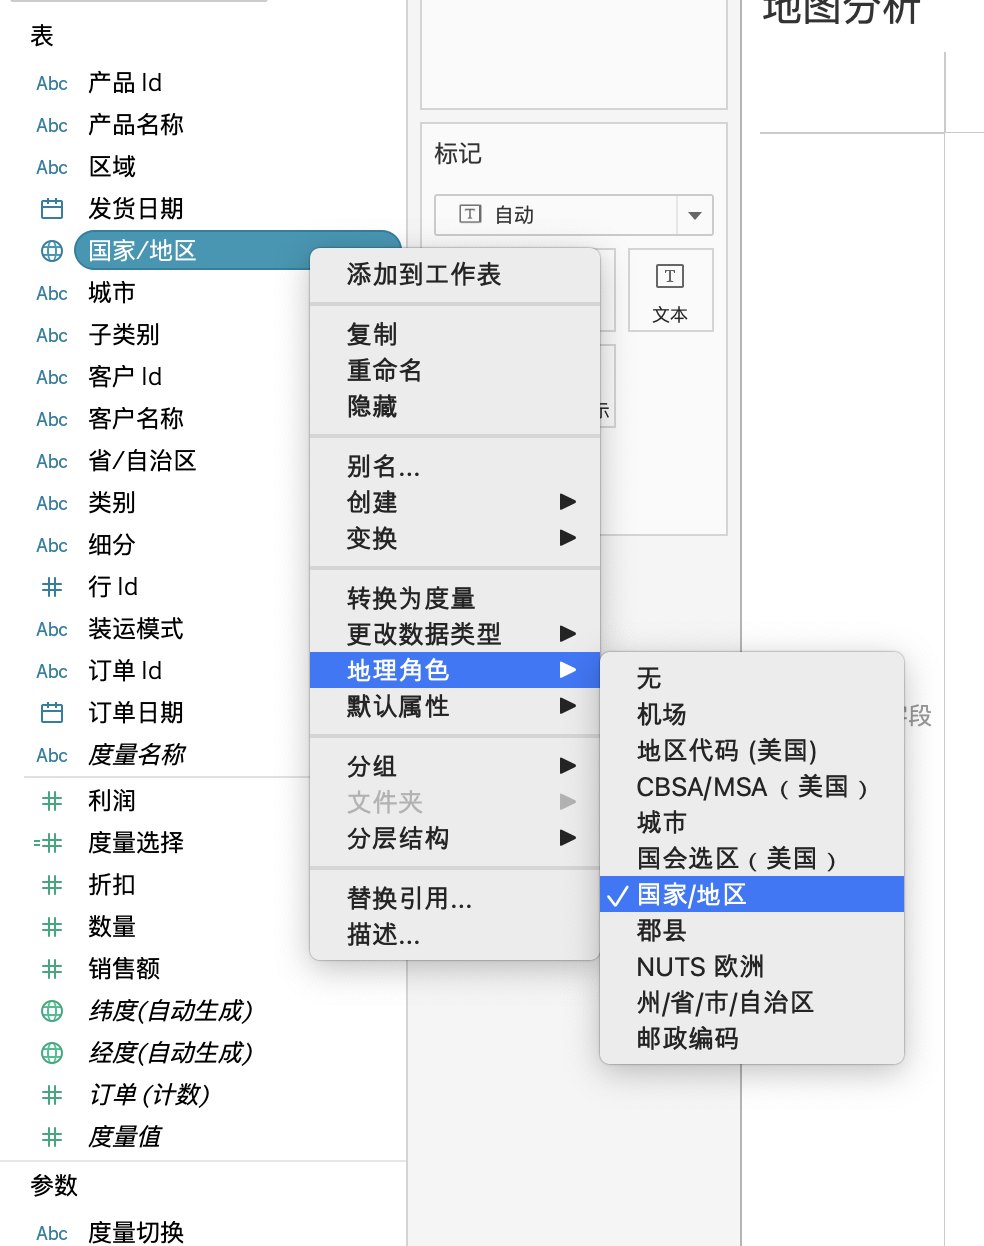 表
Abc 产品 Id
Abc 产品名称
Abc 区域
发货日期
国家/地区
Abc 城市
Abc 子类别
Abc 客户 Id
Abc 客户名称
Abc 省/自治区
Abc 类别
Abc 细分
行 Id
Abc 装运模式
Abc 订单 Id
订单日期
Abc 度量名称
利润
度量选择
折扣
数量
销售额
纬度(自动生成)
经度(自动生成)
订单 (计数)
度量值
参数
Abc 度量切换
标记
自动
文本
示
地图分析
字段
添加到工作表
复制
重命名
隐藏
别名...
创建
变换
转换为度量
更改数据类型
地理角色
默认属性
分组
文件夹
分层结构
替换引用...
描述...
无
机场
地区代码 (美国)
CBSA/MSA（美国）
城市
国会选区（美国）
国家/地区
郡县
NUTS 欧洲
州/省/市/自治区
邮政编码